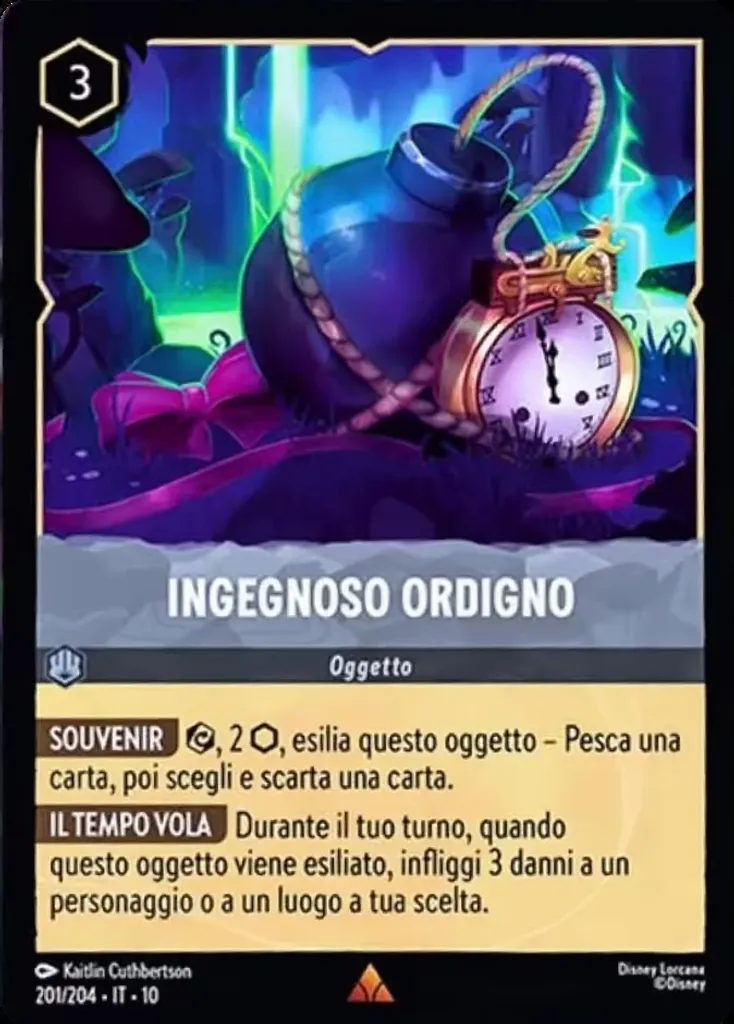 3
INGEGNOSO ORDIGNO
Oggetto
SOUVENIR , 2 , esilia questo oggetto – Pesca una
carta, poi scegli e scarta una carta.
IL TEMPO VOLA Durante il tuo turno, quando
questo oggetto viene esiliato, infliggi 3 danni a un
personaggio o a un luogo a tua scelta.
Kaitlin Cuthbertson
201/204 • IT • 10
Disney Lorcana
©Disney